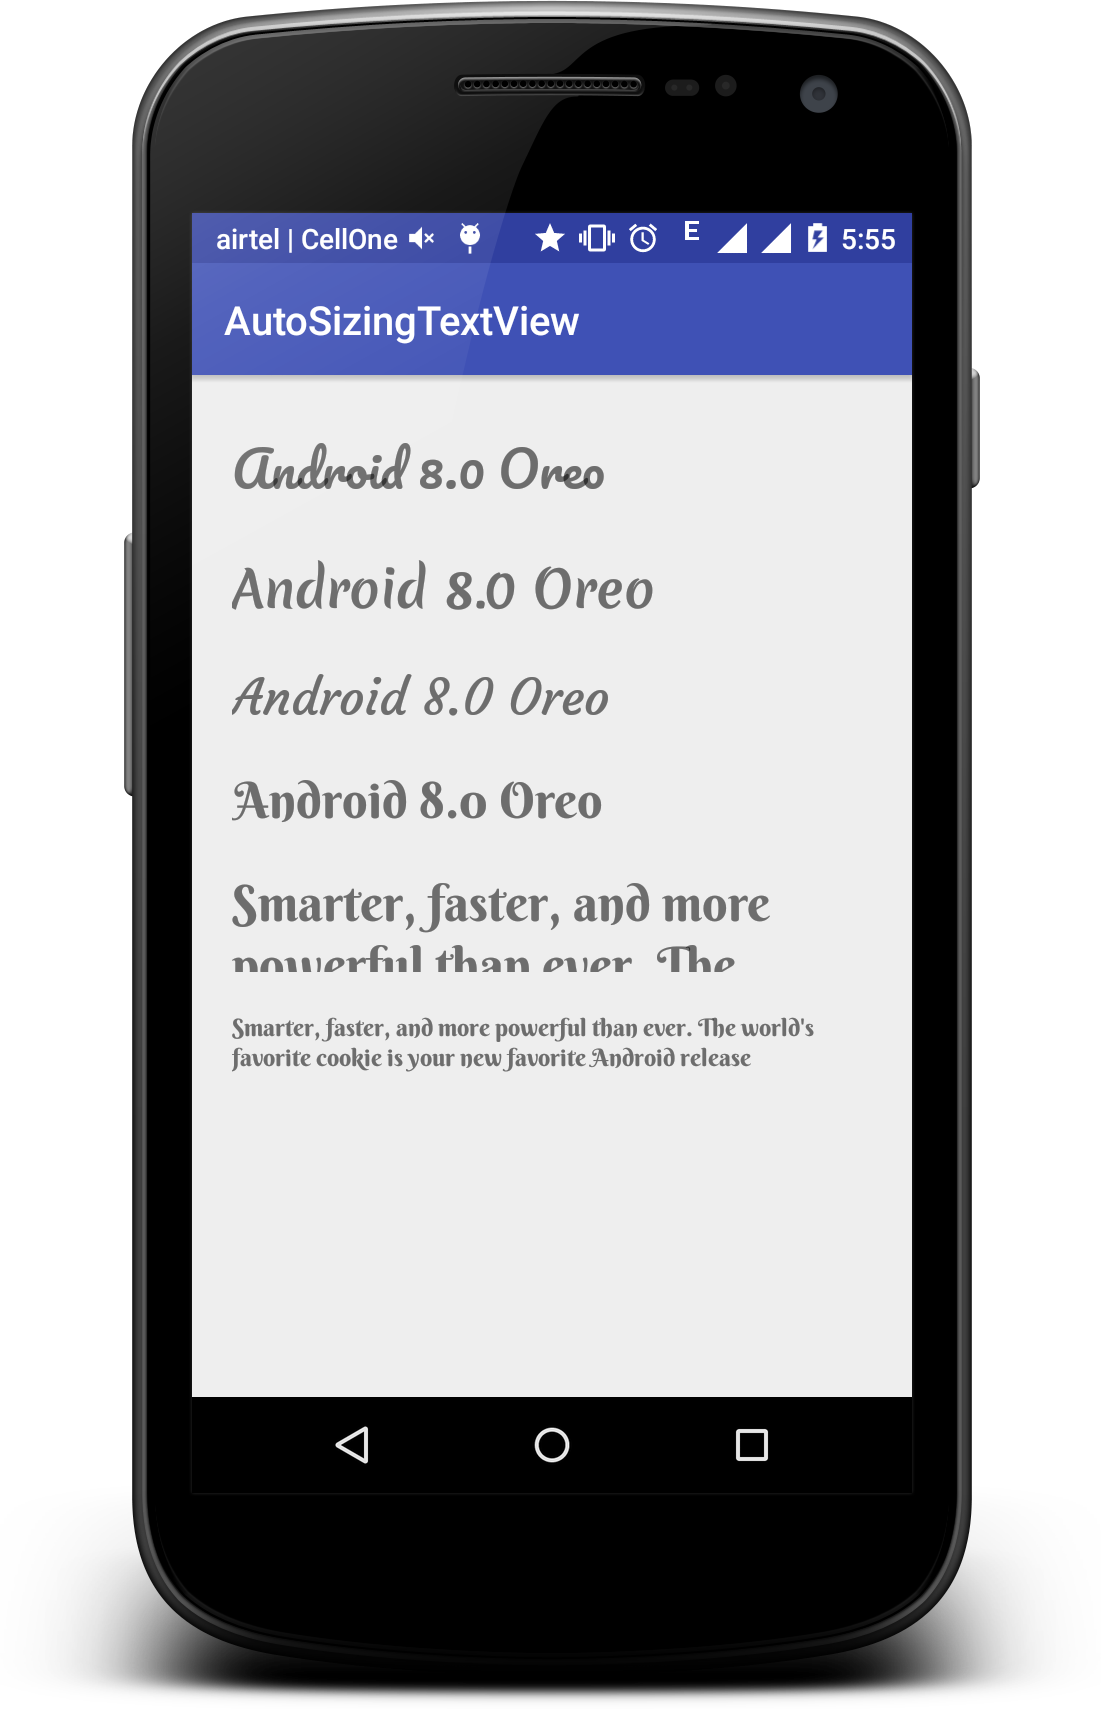 airtel | CellOne E 5:55
AutoSizingTextView
Android 8.0 Oreo
Android 8.0 Oreo
Android 8.0 Oreo
Android 8.0 Oreo
Smarter, faster, and more
powerful than ever. The
Smarter, faster, and more powerful than ever. The world's
favorite cookie is your new favorite Android release